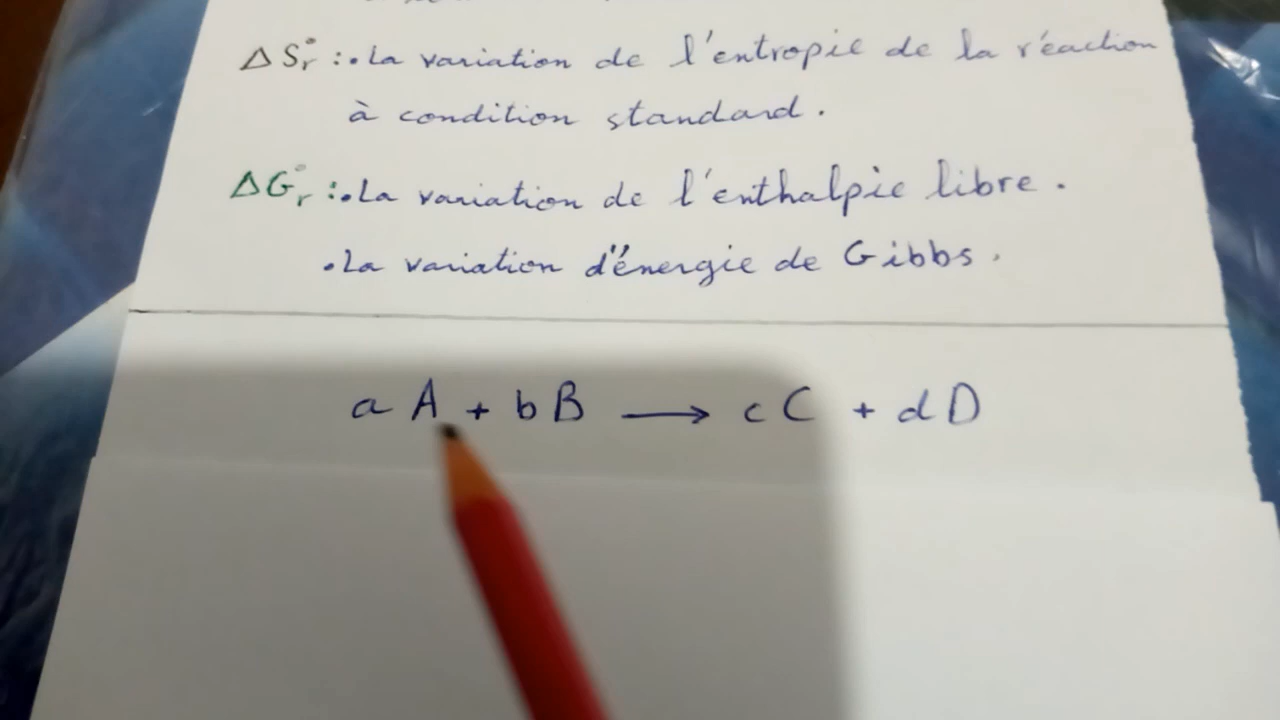 ΔS°r :. La variation de l'entropie de la réaction
à condition standard.
ΔG°r :. La variation de l'enthalpie libre.
. La variation d'énergie de Gibbs.
a A + b B → c C + d D